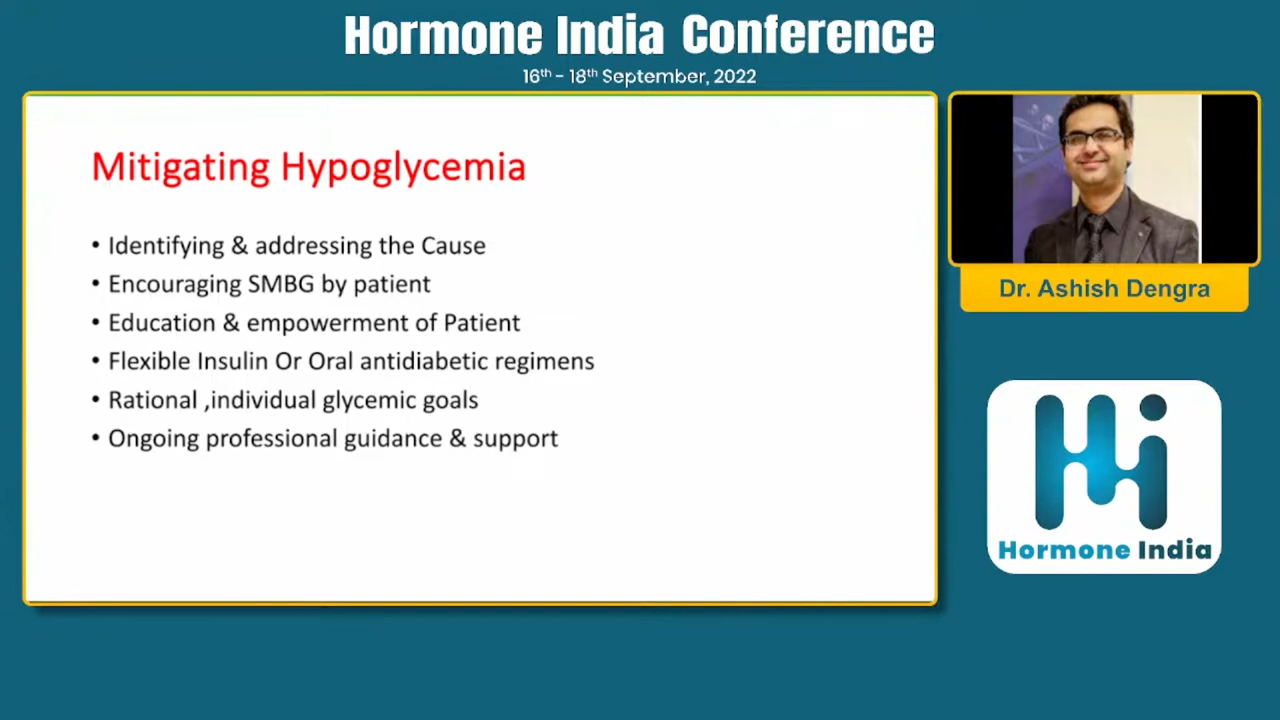 Hormone India Conference
16th - 18th September, 2022
Mitigating Hypoglycemia
• Identifying & addressing the Cause
• Encouraging SMBG by patient
• Education & empowerment of Patient
• Flexible Insulin Or Oral antidiabetic regimens
• Rational ,individual glycemic goals
• Ongoing professional guidance & support
Dr. Ashish Dengra
Hi
Hormone India